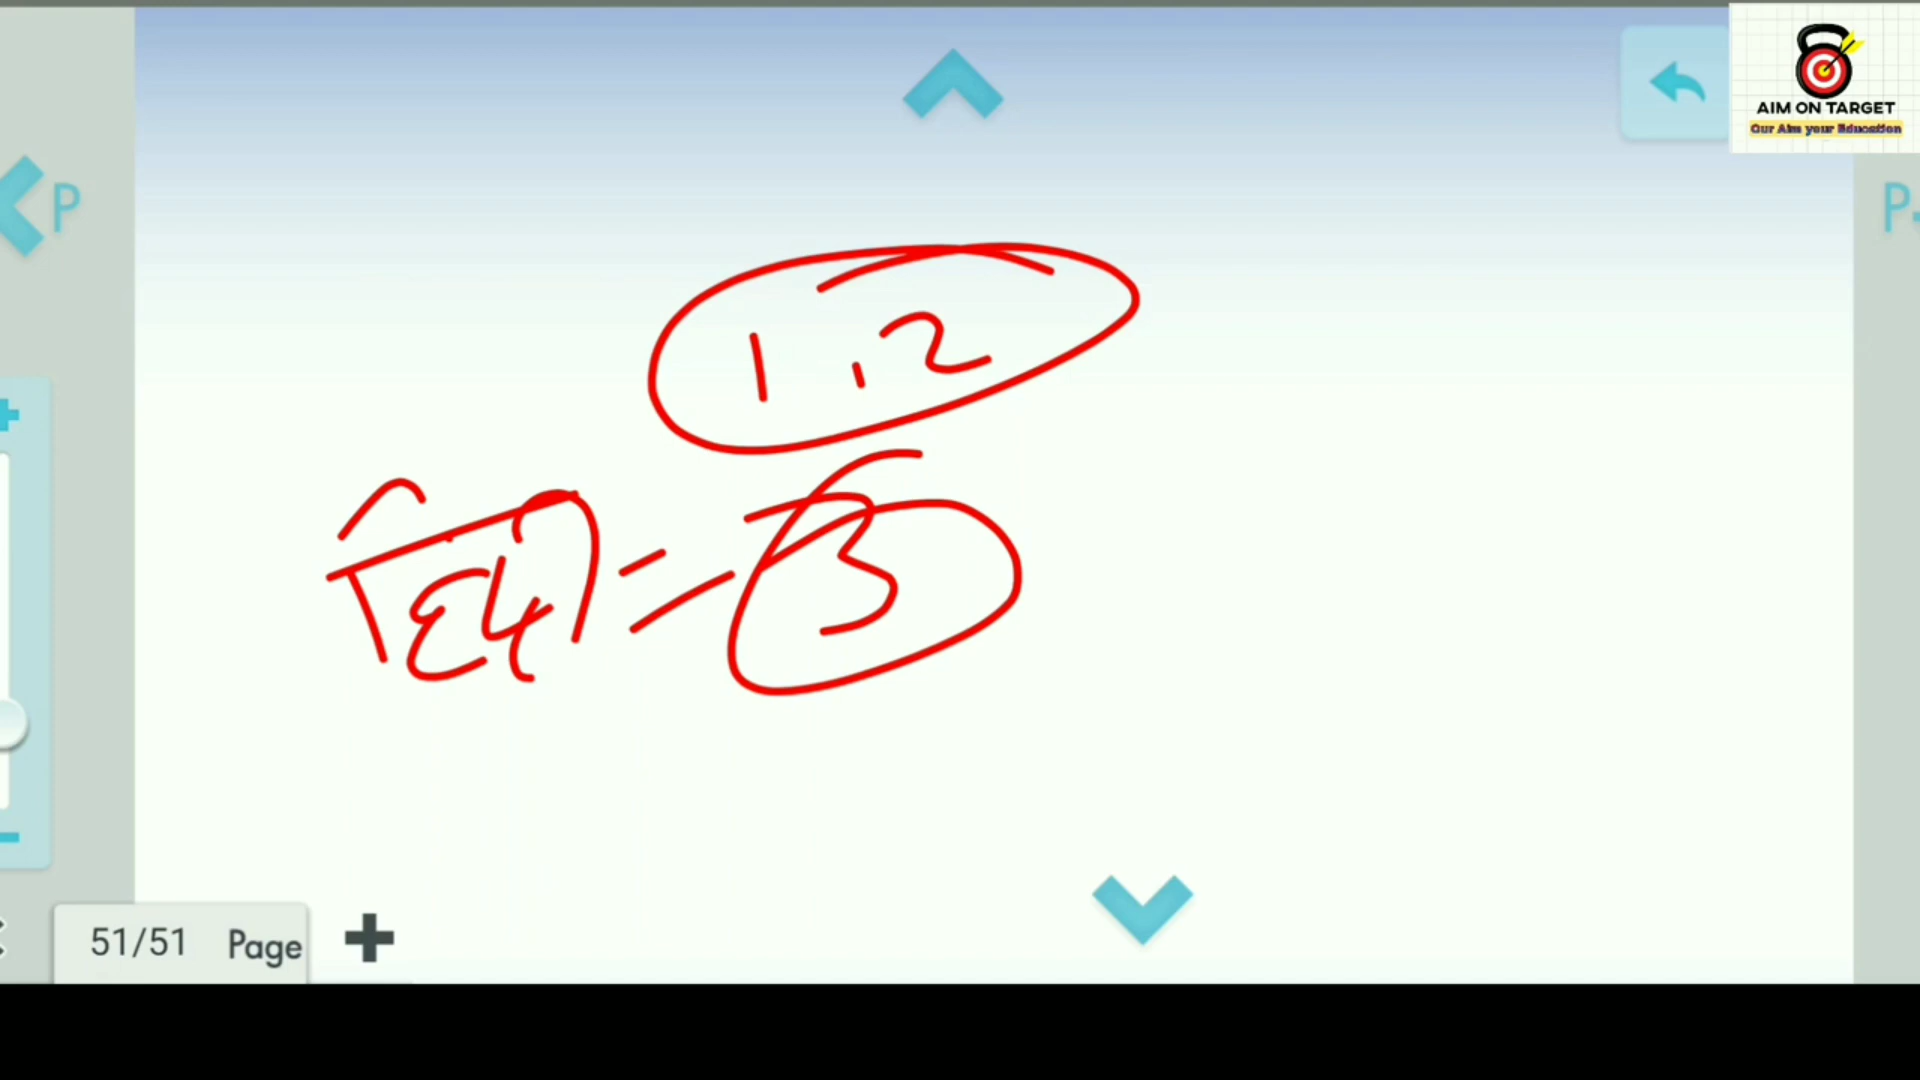 AIM ON TARGET
Our Aim your Education
P
P
1,2
= 3
51/51 Page